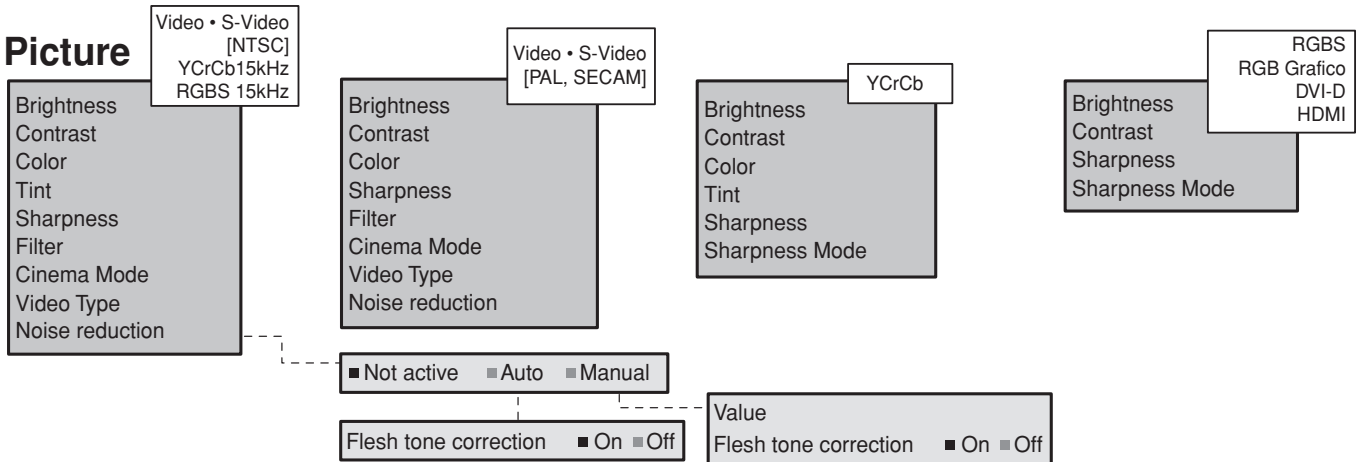 Picture
Video • S-Video
[NTSC]
YCrCb15kHz
RGBS 15kHz
Brightness
Contrast
Color
Tint
Sharpness
Filter
Cinema Mode
Video Type
Noise reduction
Video • S-Video
[PAL, SECAM]
Brightness
Contrast
Color
Sharpness
Filter
Cinema Mode
Video Type
Noise reduction
YCrCb
Brightness
Contrast
Color
Tint
Sharpness
Sharpness Mode
RGBS
RGB Grafico
DVI-D
HDMI
Brightness
Contrast
Sharpness
Sharpness Mode
■ Not active ■ Auto ■ Manual
Flesh tone correction ■ On ■ Off
Value
Flesh tone correction ■ On ■ Off